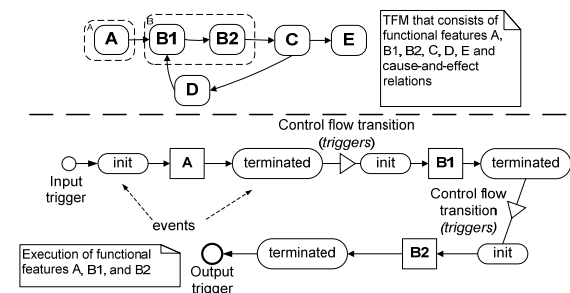 A
B
A
B1
B2
C
E
D
TFM that consists of
functional features A,
B1, B2, C, D, E and
cause-and-effect
relations
Control flow transition
(triggers)
init
A
terminated
init
B1
terminated
Input
trigger
events
Control flow
transition
(triggers)
Execution of functional
features A, B1, and B2
Output
trigger
terminated
B2
init